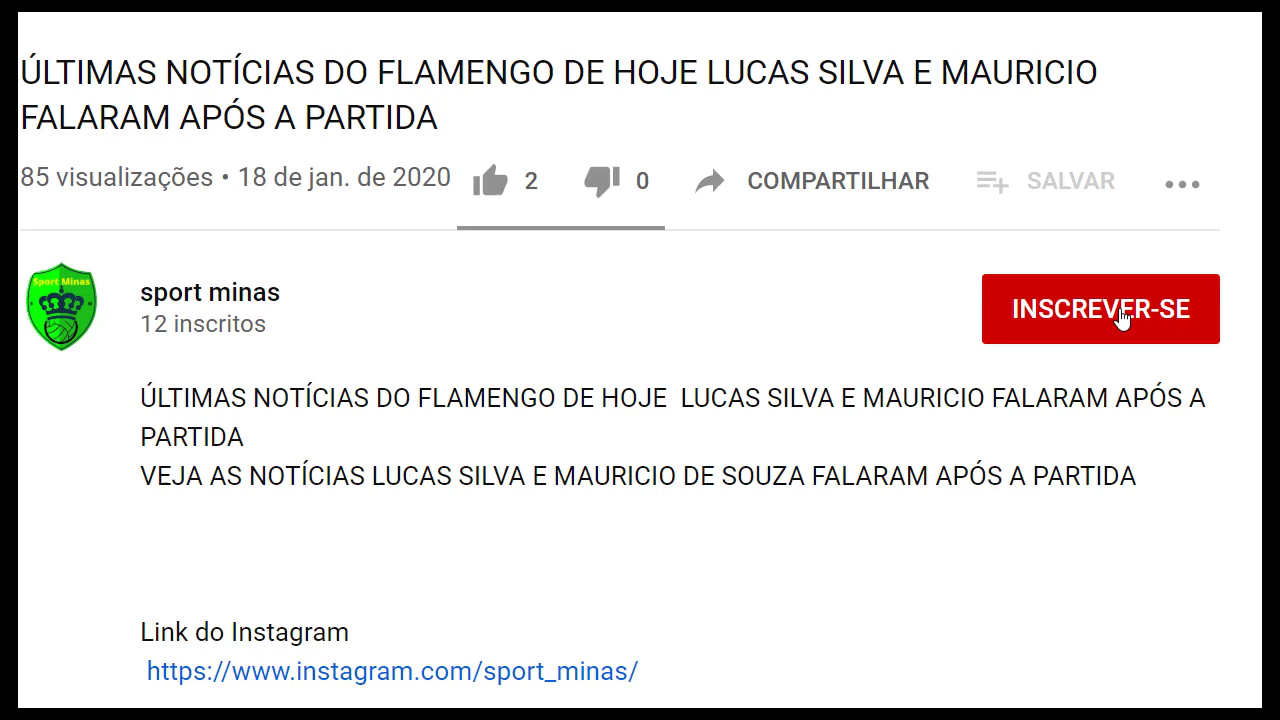 ÚLTIMAS NOTÍCIAS DO FLAMENGO DE HOJE LUCAS SILVA E MAURICIO
FALARAM APÓS A PARTIDA
85 visualizações • 18 de jan. de 2020 2 0 COMPARTILHAR SALVAR
Sport Minas
sport minas
12 inscritos
INSCREVER-SE
ÚLTIMAS NOTÍCIAS DO FLAMENGO DE HOJE LUCAS SILVA E MAURICIO FALARAM APÓS A
PARTIDA
VEJA AS NOTÍCIAS LUCAS SILVA E MAURICIO DE SOUZA FALARAM APÓS A PARTIDA
Link do Instagram
https://www.instagram.com/sport_minas/